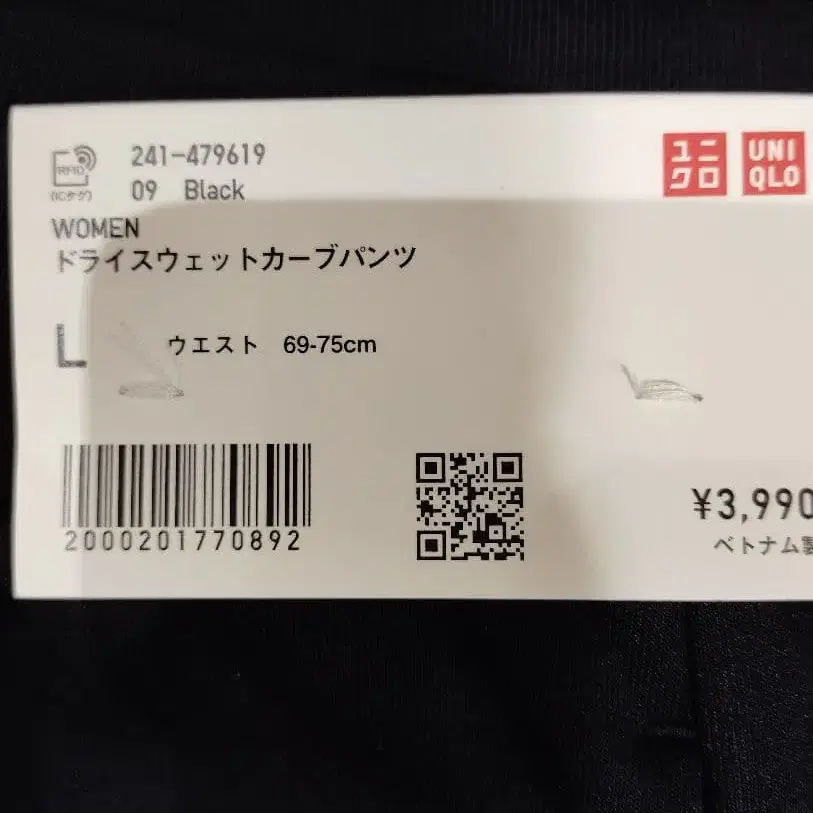 241-479619
09 Black
RFID
(ICタグ)
ユニクロ
UNIQLO
WOMEN
ドライスウェットカーブパンツ
L
ウエスト 69-75cm
2000201770892
¥3,990
ベトナム製